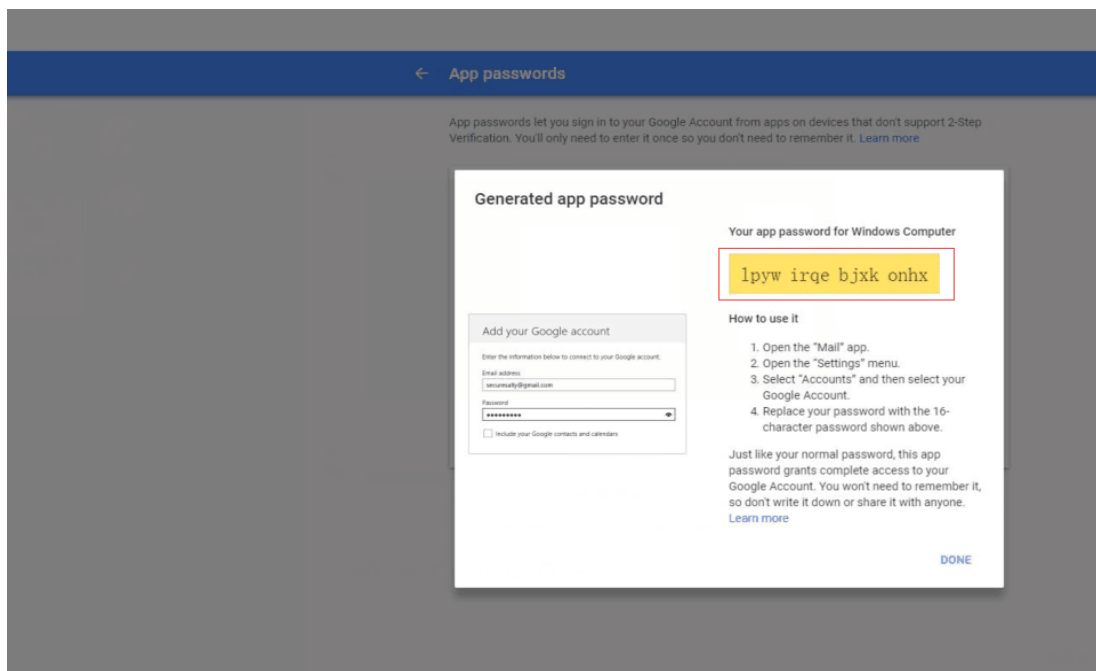 App passwords
App passwords let you sign in to your Google Account from apps on devices that don't support 2-Step
Verification. You'll only need to enter it once so you don't need to remember it. Learn more
Generated app password
Your app password for Windows Computer
lpyw irqe bjxk onhx
How to use it
1. Open the “Mail” app.
2. Open the “Settings” menu.
3. Select “Accounts” and then select your
Google Account.
4. Replace your password with the 16-
character password shown above.
Just like your normal password, this app
password grants complete access to your
Google Account. You won't need to remember it,
so don't write it down or share it with anyone.
Learn more
Add your Google account
Enter the information below to connect to your Google account.
Email address
securesally@gmail.com
Password
•••••••••
Include your Google contacts and calendars
DONE